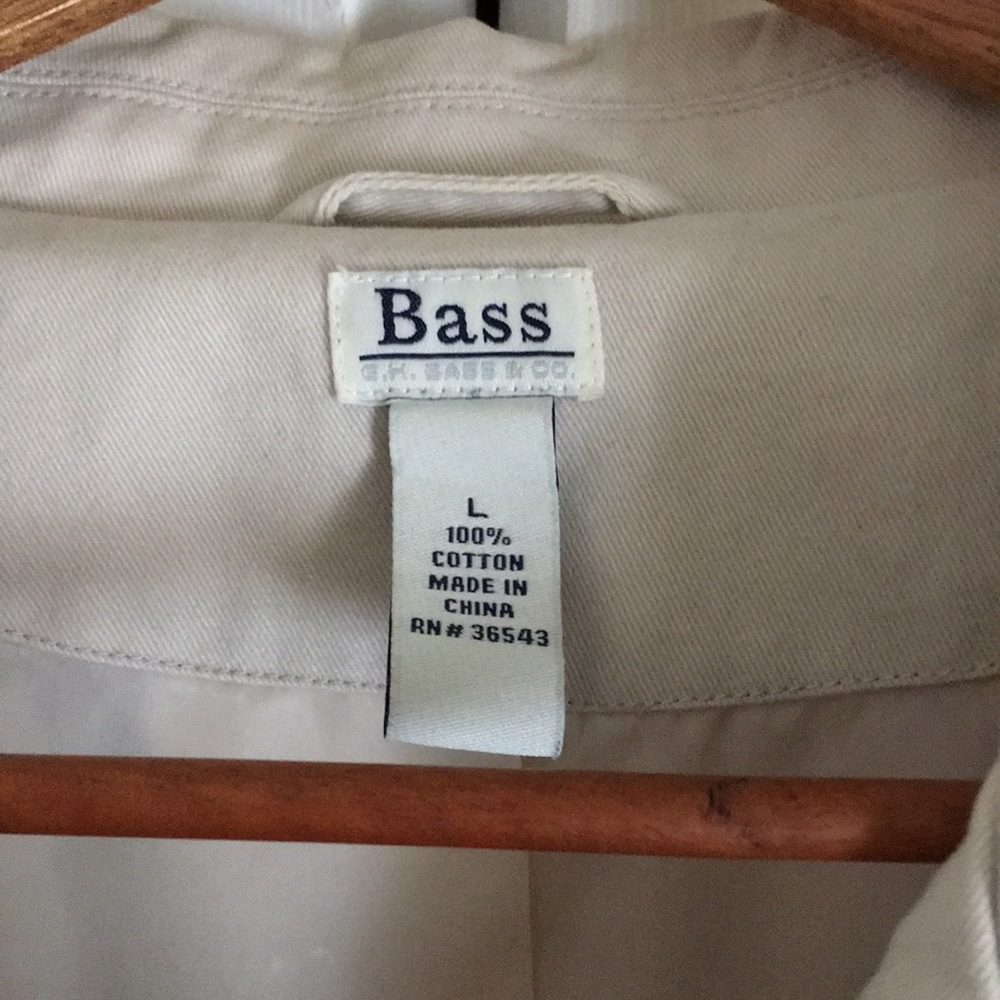 Bass
G.H. BASS & CO.
L
100%
COTTON
MADE IN
CHINA
RN# 36543